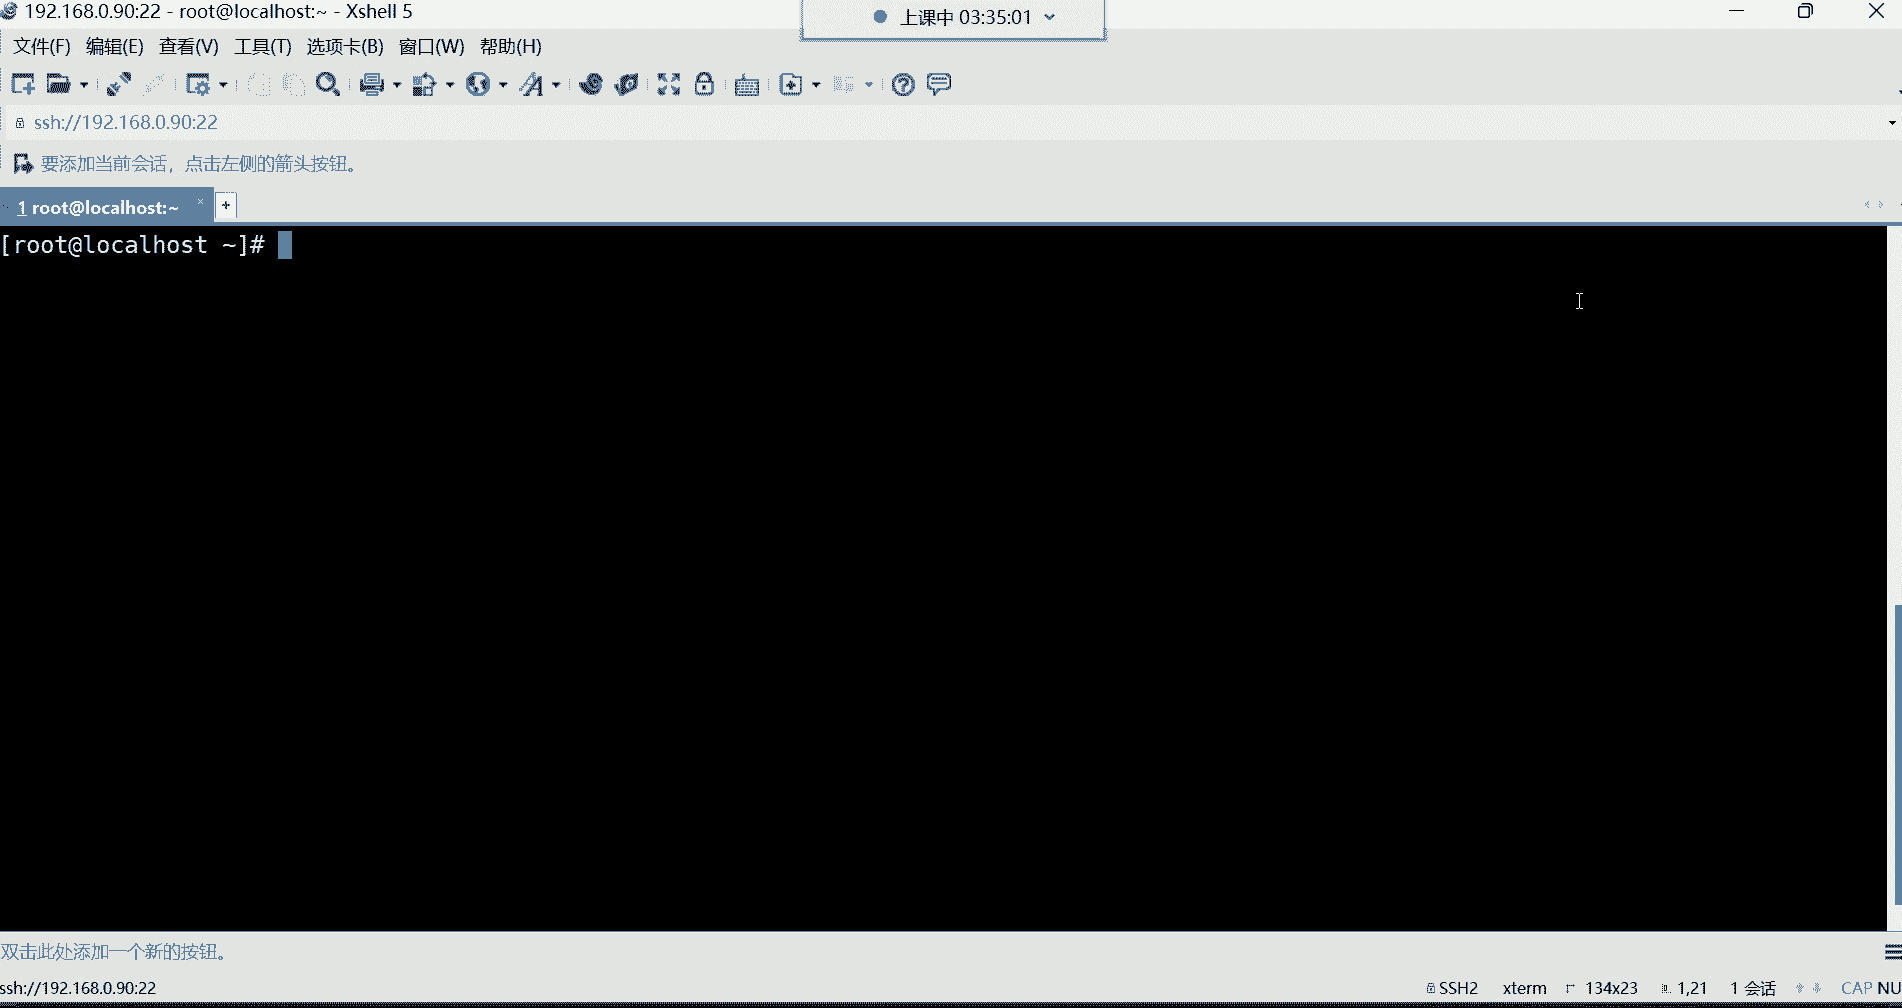 192.168.0.90:22 - root@localhost:~ - Xshell 5
上课中 03:35:01
文件(F) 编辑(E) 查看(V) 工具(T) 选项卡(B) 窗口(W) 帮助(H)
ssh://192.168.0.90:22
要添加当前会话，点击左侧的箭头按钮。
1 root@localhost:~ × +
[root@localhost ~]#
双击此处添加一个新的按钮。
ssh://192.168.0.90:22 SSH2 xterm 134x23 1,21 1 会话 CAP NU